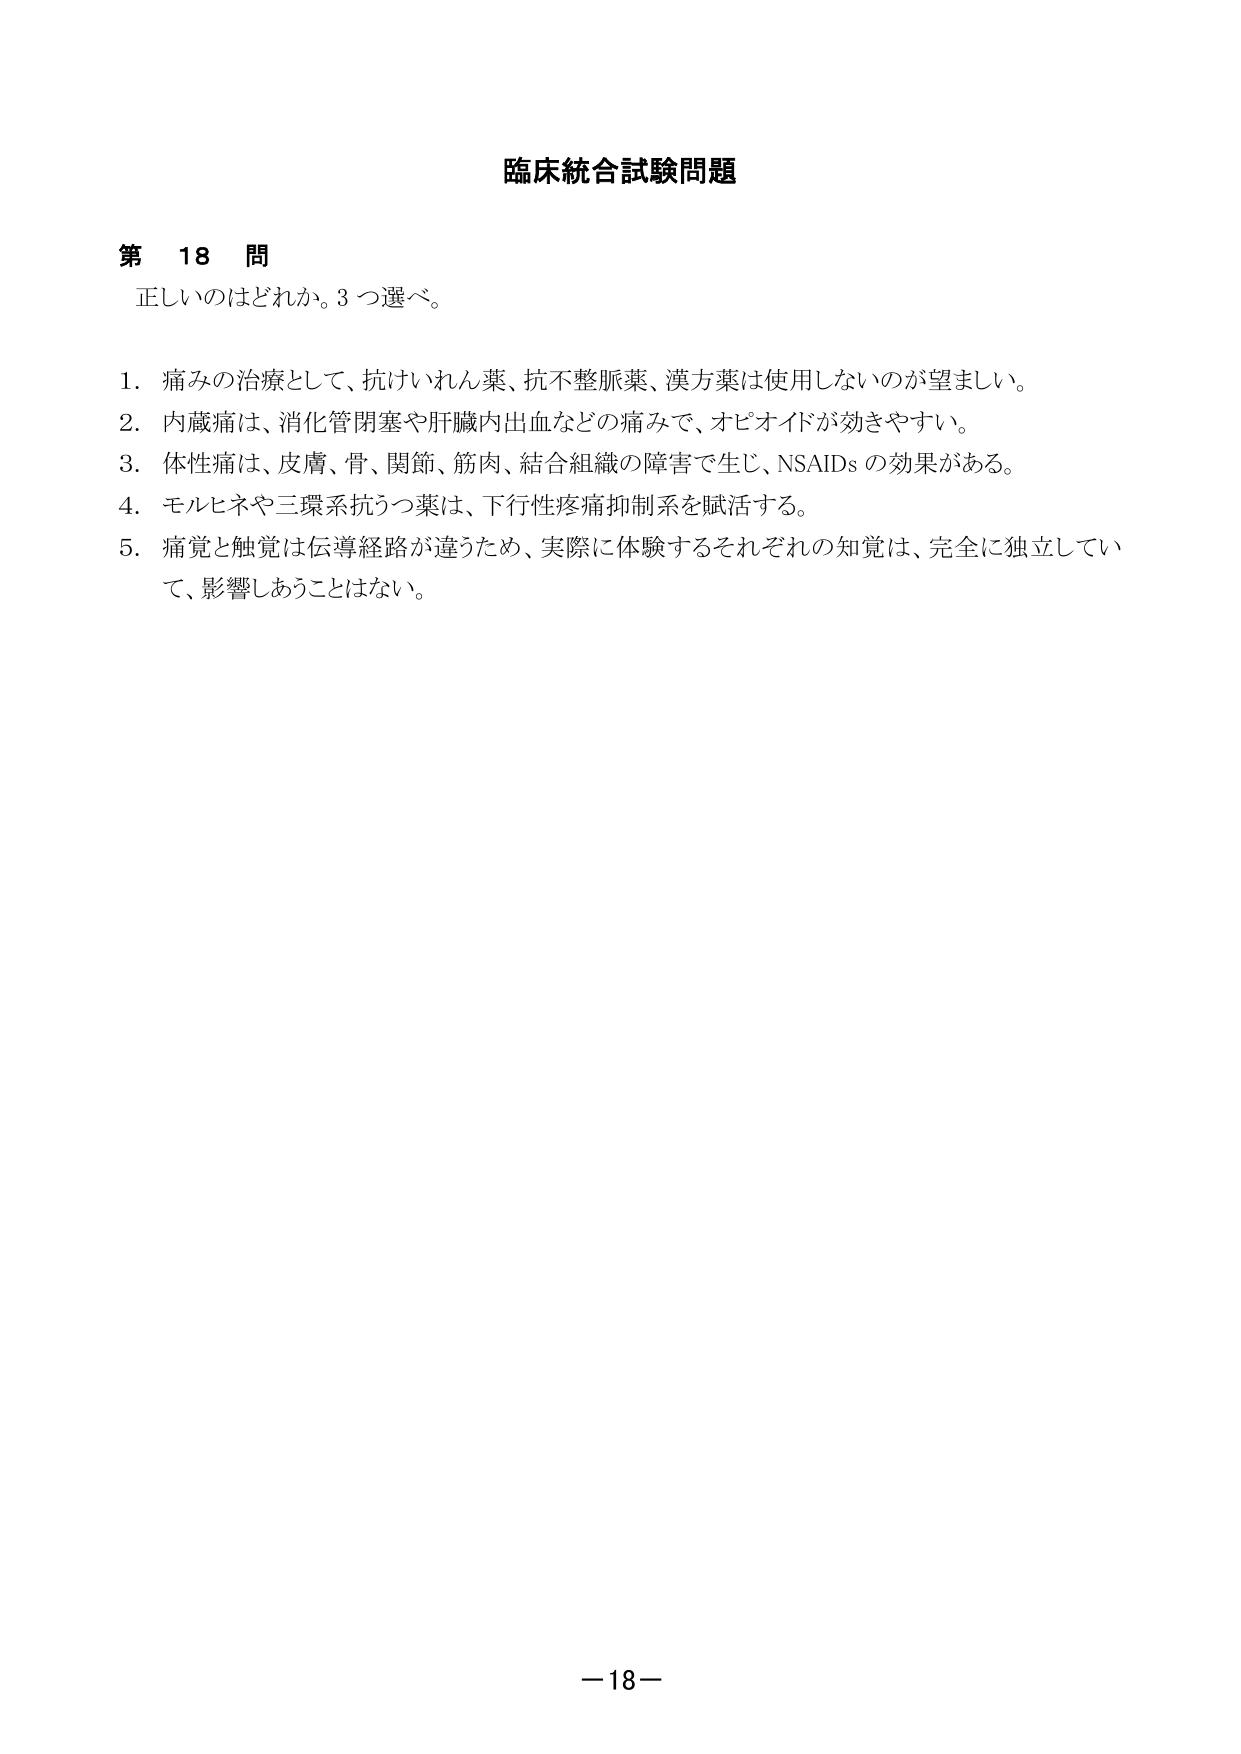 臨床統合試験問題
第 18 問
正しいのはどれか。3 つ選べ。
1. 痛みの治療として、抗けいれん薬、抗不整脈薬、漢方薬は使用しないのが望ましい。
2. 内蔵痛は、消化管閉塞や肝臓内出血などの痛みで、オピオイドが効きやすい。
3. 体性痛は、皮膚、骨、関節、筋肉、結合組織の障害で生じ、NSAIDs の効果がある。
4. モルヒネや三環系抗うつ薬は、下行性疼痛抑制系を賦活する。
5. 痛覚と触覚は伝導経路が違うため、実際に体験するそれぞれの知覚は、完全に独立してい
て、影響しあうことはない。
－18－